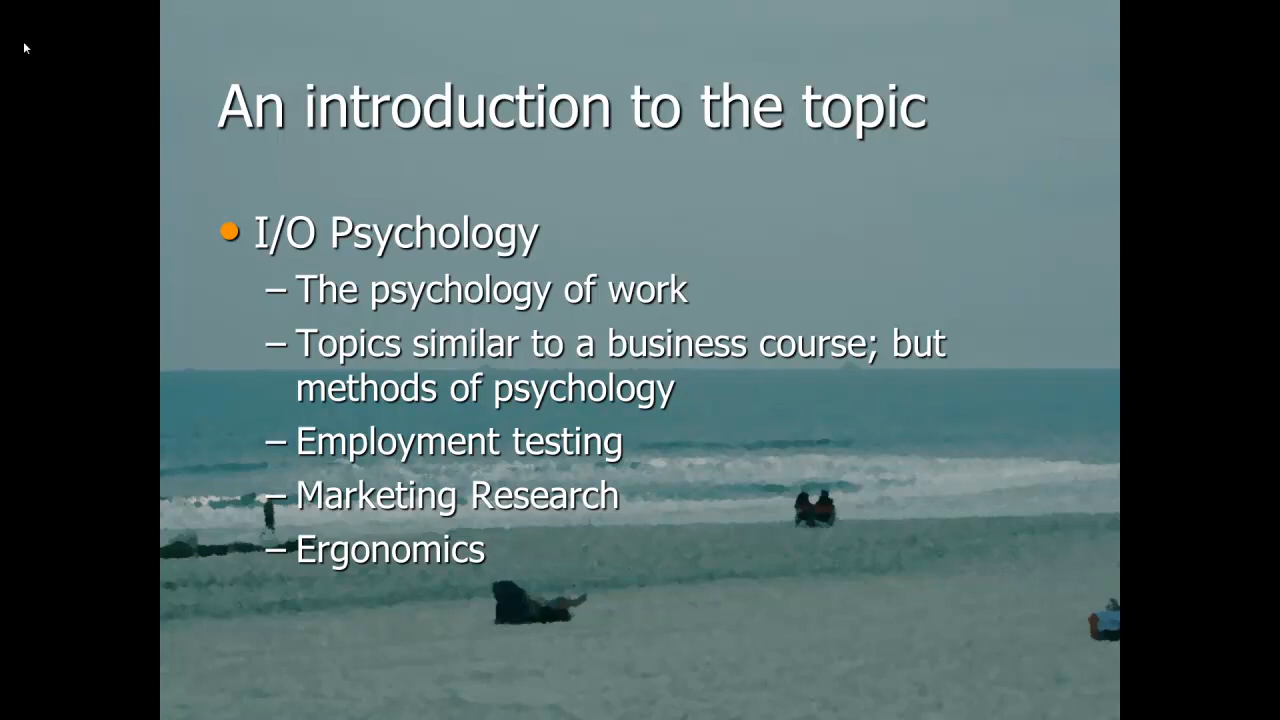 An introduction to the topic
I/O Psychology
– The psychology of work
– Topics similar to a business course; but
methods of psychology
– Employment testing
– Marketing Research
– Ergonomics